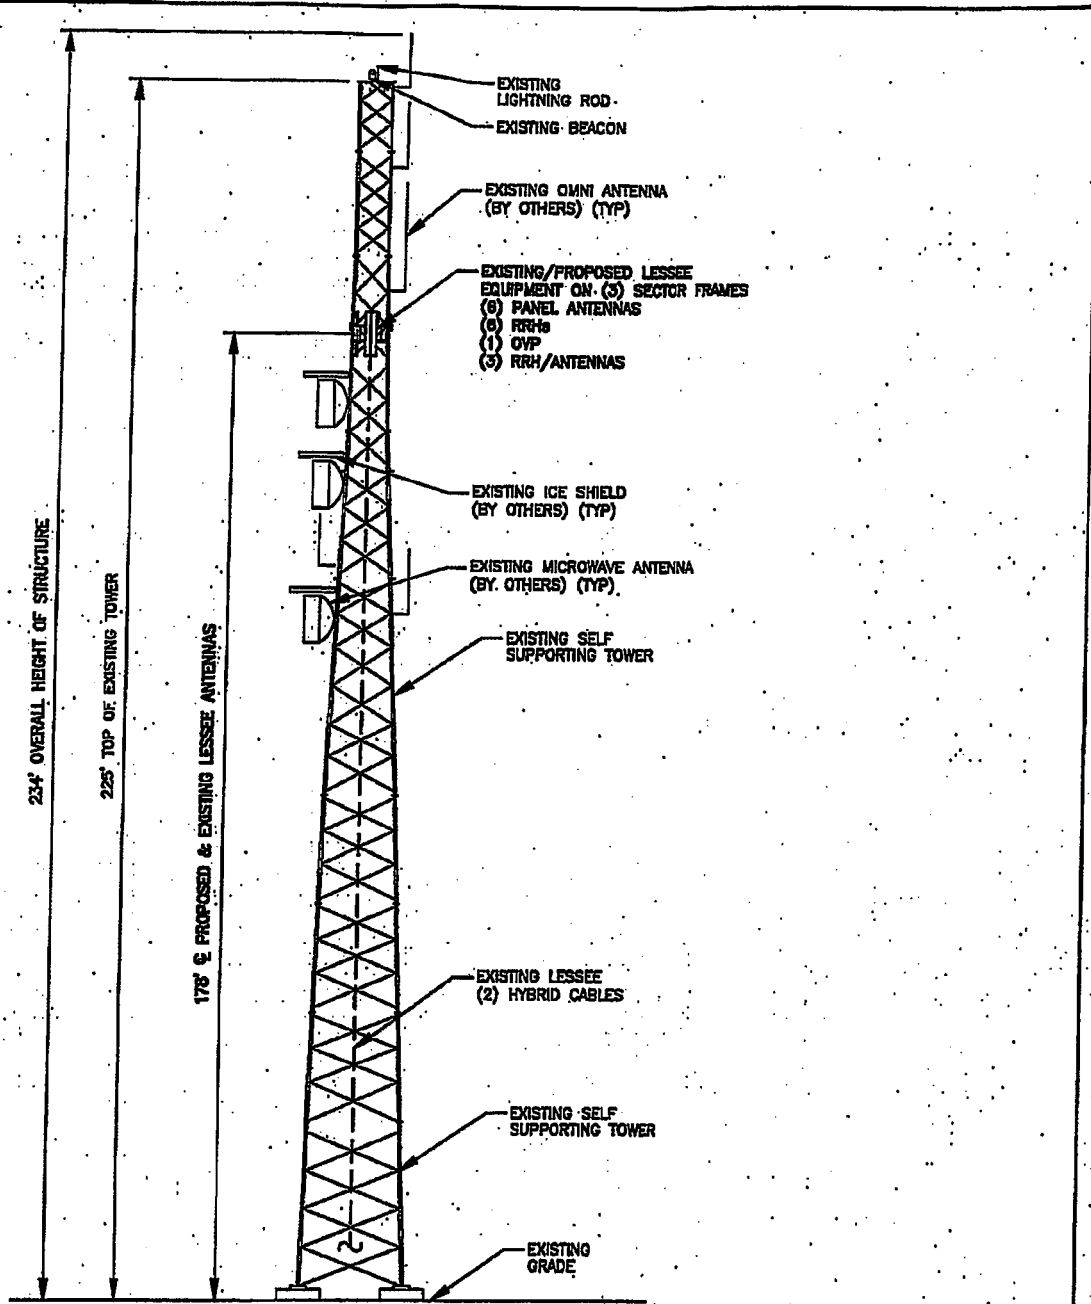 EXISTING
LIGHTNING ROD
EXISTING BEACON
EXISTING OMNI ANTENNA
(BY OTHERS) (TYP)
EXISTING/PROPOSED LESSEE
EQUIPMENT ON (3) SECTOR FRAMES
(6) PANEL ANTENNAS
(6) RRHs
(1) OVP
(3) RRH/ANTENNAS
EXISTING ICE SHIELD
(BY OTHERS) (TYP)
EXISTING MICROWAVE ANTENNA
(BY OTHERS) (TYP)
EXISTING SELF
SUPPORTING TOWER
234' OVERALL HEIGHT OF STRUCTURE
225' TOP OF EXISTING TOWER
178' ℄ PROPOSED & EXISTING LESSEE ANTENNAS
EXISTING LESSEE
(2) HYBRID CABLES
EXISTING SELF
SUPPORTING TOWER
EXISTING
GRADE